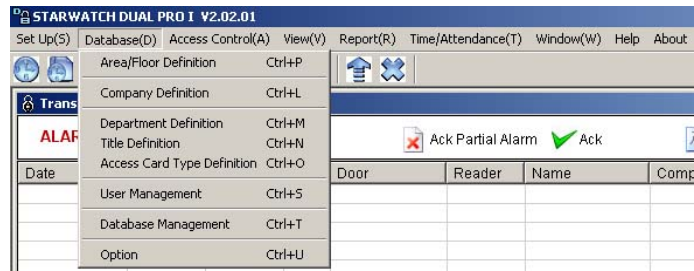 STARWATCH DUAL PRO I V2.02.01
Set Up(S) Database(D) Access Control(A) View(V) Report(R) Time/Attendance(T) Window(W) Help About
Area/Floor Definition Ctrl+P
Company Definition Ctrl+L
Trans
Department Definition Ctrl+M
ALAR
Title Definition Ctrl+N
Ack Partial Alarm Ack
Access Card Type Definition Ctrl+O
Date Door Reader Name Comp
User Management Ctrl+S
Database Management Ctrl+T
Option Ctrl+U